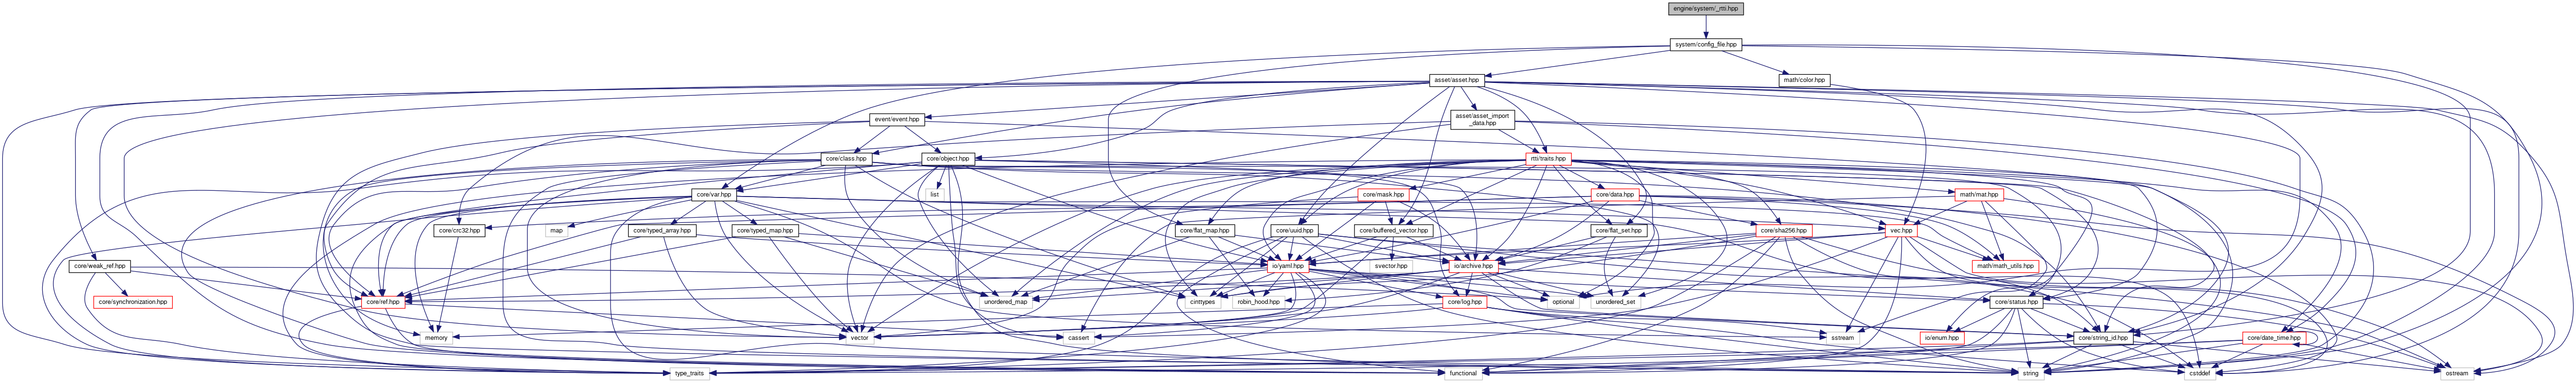 engine/system/_rtti.hpp
system/config_file.hpp
asset/asset.hpp
math/color.hpp
event/event.hpp
asset/asset_import
_data.hpp
core/class.hpp
core/object.hpp
rtti/traits.hpp
core/var.hpp
list
core/mask.hpp
core/data.hpp
math/mat.hpp
core/crc32.hpp
map
core/typed_array.hpp
core/typed_map.hpp
core/flat_map.hpp
core/uuid.hpp
core/buffered_vector.hpp
core/flat_set.hpp
core/sha256.hpp
vec.hpp
core/weak_ref.hpp
io/yaml.hpp
svector.hpp
io/archive.hpp
math/math_utils.hpp
core/synchronization.hpp
core/ref.hpp
unordered_map
cinttypes
robin_hood.hpp
core/log.hpp
optional
unordered_set
core/status.hpp
memory
vector
cassert
sstream
io/enum.hpp
core/string_id.hpp
core/date_time.hpp
type_traits
functional
string
cstddef
ostream